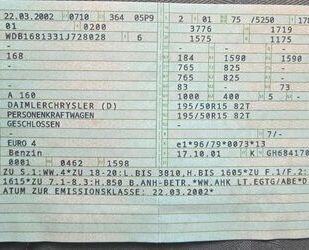 22.03.2002 0710 364 05P9 2 01 75 /5250
01 0200 3776 1719
WDB1681331J728028 6 1575 1575
-
168 184 1590 1590
- 765 825 -
- 765 825 -
- 83 - 73
A 160 1000 400 5 -
DAIMLERCHRYSLER (D) 195/50R15 82T
PERSONENKRAFTWAGEN 195/50R15 82T
GESCHLOSSEN -
- - 7/-
EURO 4 e1*96/79*0073*13
Benzin 17.10.01 K GH684170
0001 0462 1598
ZU S.1:WW.4*ZU 18-20:L.BIS 3810,H.BIS 1605*ZU F.1/F.2:
1615*ZU 7.1-8.3:H.850 B.ANH-BETR.*WW.AHK LT.EGTG/ABE*D
ATUM ZUR EMISSIONSKLASSE: 22.03.2002*